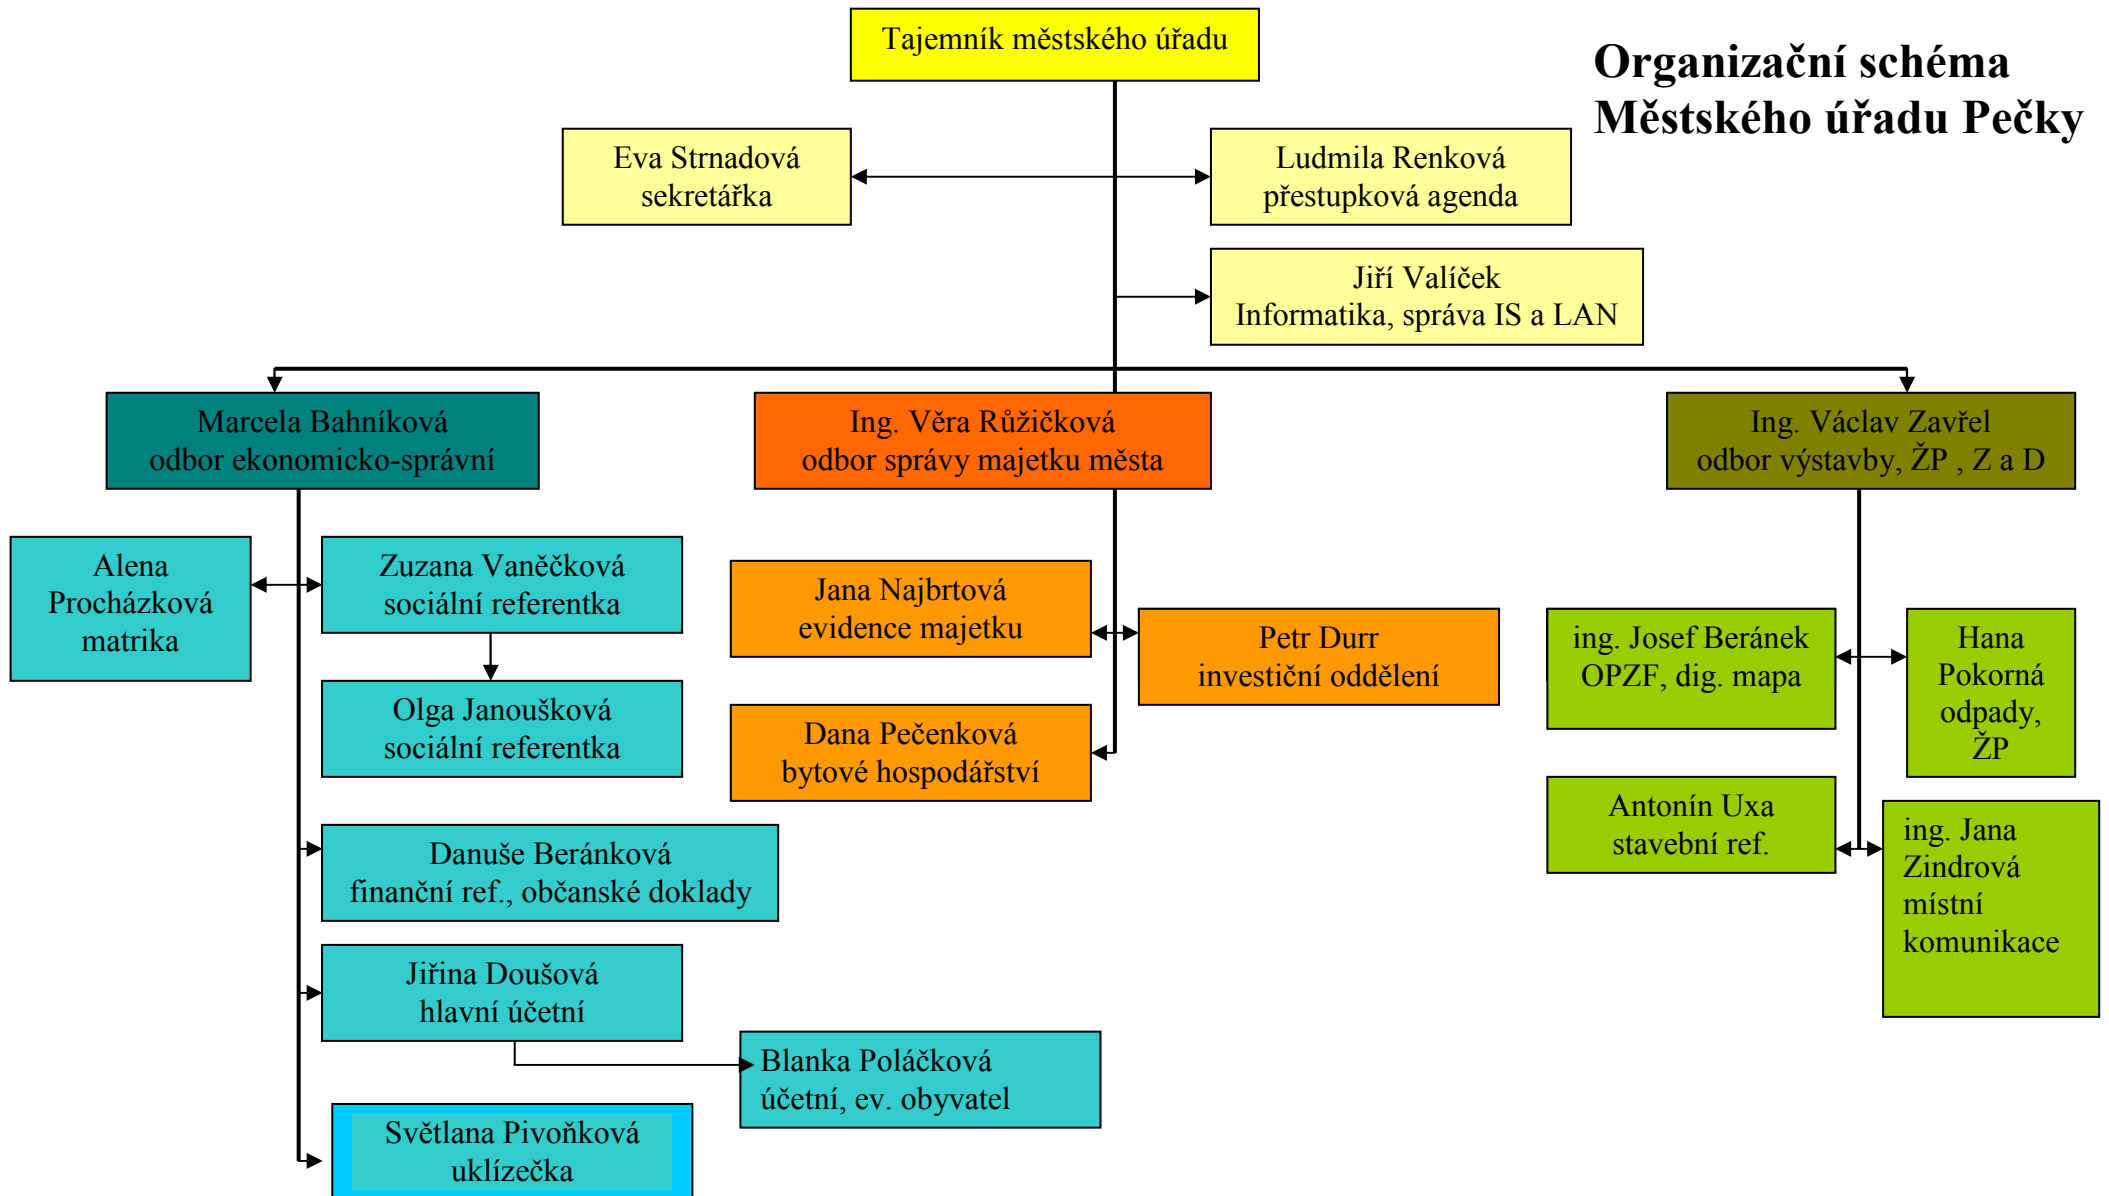 Tajemník městského úřadu
Organizační schéma
Městského úřadu Pečky
Eva Strnadová
sekretářka
Ludmila Renková
přestupková agenda
Jiří Valíček
Informatika, správa IS a LAN
Marcela Bahníková
odbor ekonomicko-správní
Ing. Věra Růžičková
odbor správy majetku města
Ing. Václav Zavřel
odbor výstavby, ŽP , Z a D
Alena
Procházková
matrika
Zuzana Vaněčková
sociální referentka
Olga Janoušková
sociální referentka
Danuše Beránková
finanční ref., občanské doklady
Jiřina Doušová
hlavní účetní
Blanka Poláčková
účetní, ev. obyvatel
Světlana Pivoňková
uklízečka
Jana Najbrtová
evidence majetku
Petr Durr
investiční oddělení
Dana Pečenková
bytové hospodářství
ing. Josef Beránek
OPZF, dig. mapa
Hana
Pokorná
odpady,
ŽP
Antonín Uxa
stavební ref.
ing. Jana
Zindrová
místní
komunikace